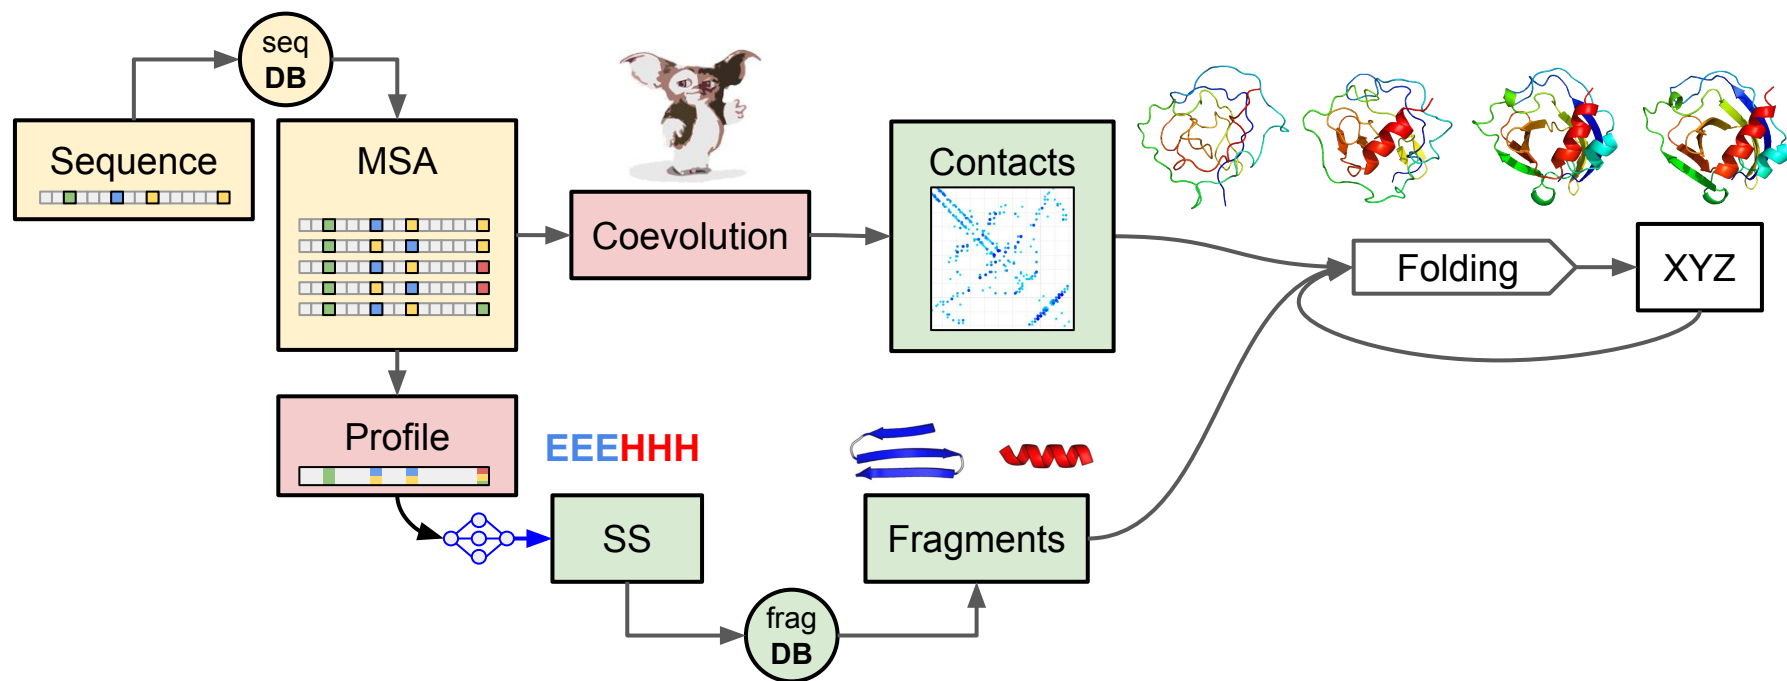 seq
DB
Sequence
MSA
Coevolution
Contacts
Folding
XYZ
Profile
EEEHHH
SS
Fragments
frag
DB